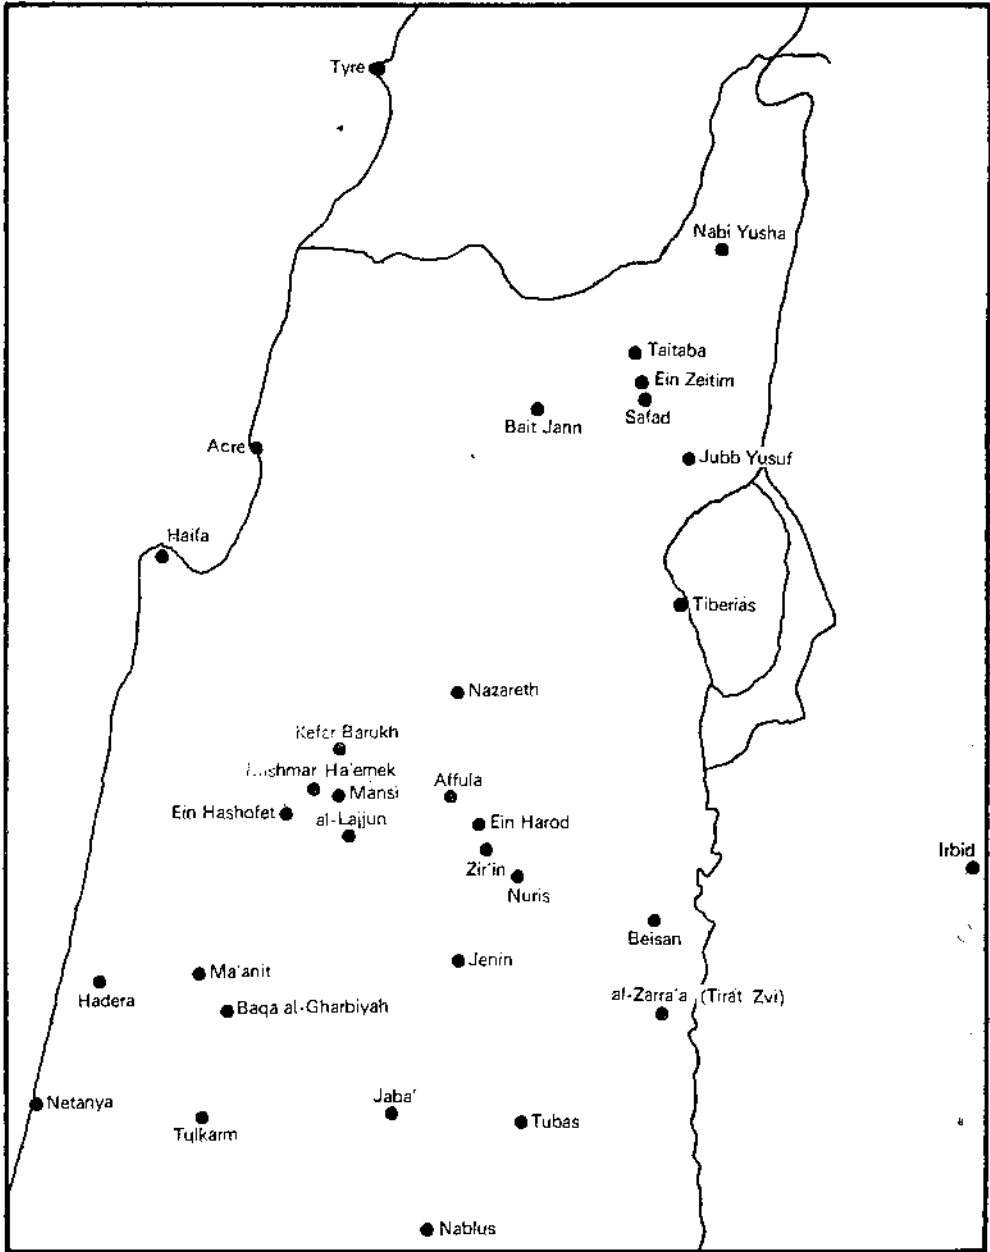 Tyre
Nabi Yusha
Taitaba
Ein Zeitim
Safad
Bait Jann
Acre
Jubb Yusuf
Haifa
Tiberias
Nazareth
Kefar Barukh
Mishmar Ha'emek
Mansi
Affula
Ein Hashofet
al-Lajjun
Ein Harod
Zir'in
Nuris
Irbid
Beisan
Jenin
Ma'anit
Hadera
Baqa al-Gharbiyah
al-Zarra'a (Tirat Zvi)
Netanya
Tulkarm
Jaba'
Tubas
Nablus